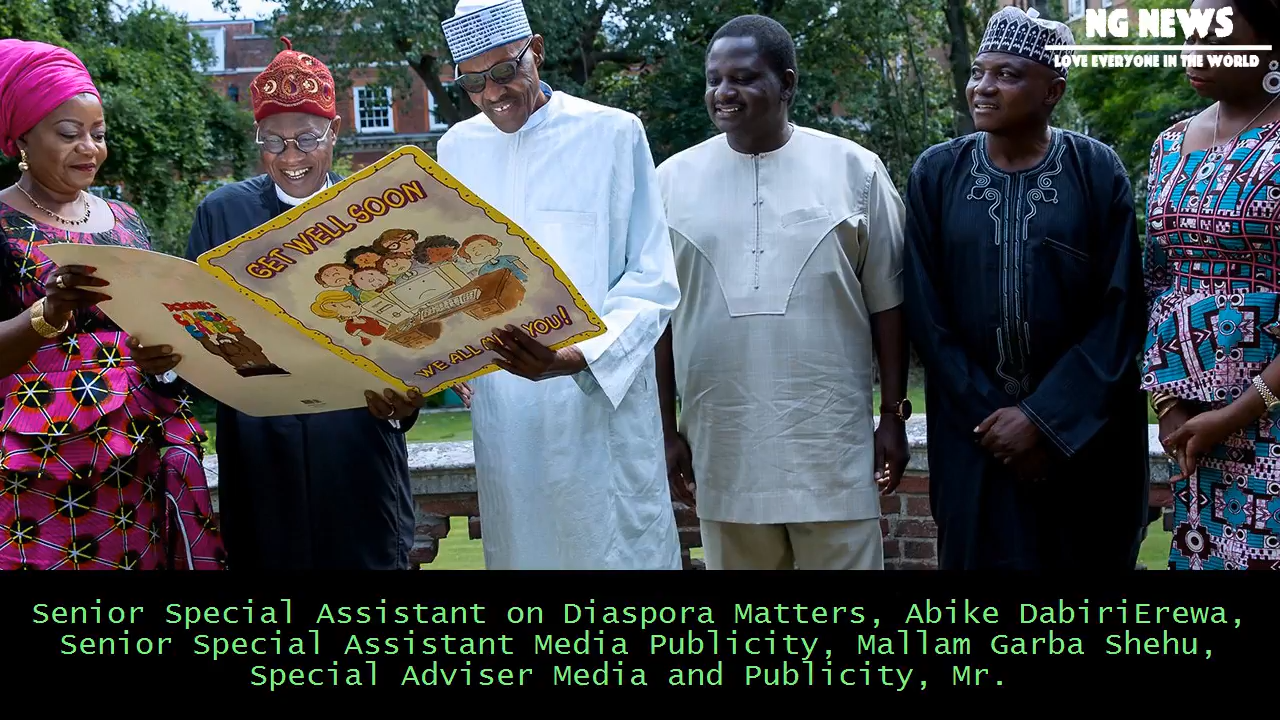 NG NEWS
LOVE EVERYONE IN THE WORLD
GET WELL SOON
WE ALL
YOU!
Senior Special Assistant on Diaspora Matters, Abike DabiriErewa,
Senior Special Assistant Media Publicity, Mallam Garba Shehu,
Special Adviser Media and Publicity, Mr.